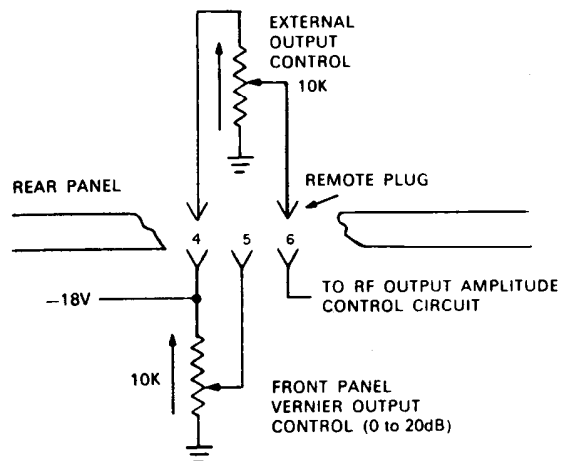 EXTERNAL
OUTPUT
CONTROL
10K
REAR PANEL
REMOTE PLUG
4 5 6
TO RF OUTPUT AMPLITUDE
CONTROL CIRCUIT
−18V
10K
FRONT PANEL
VERNIER OUTPUT
CONTROL (0 to 20dB)